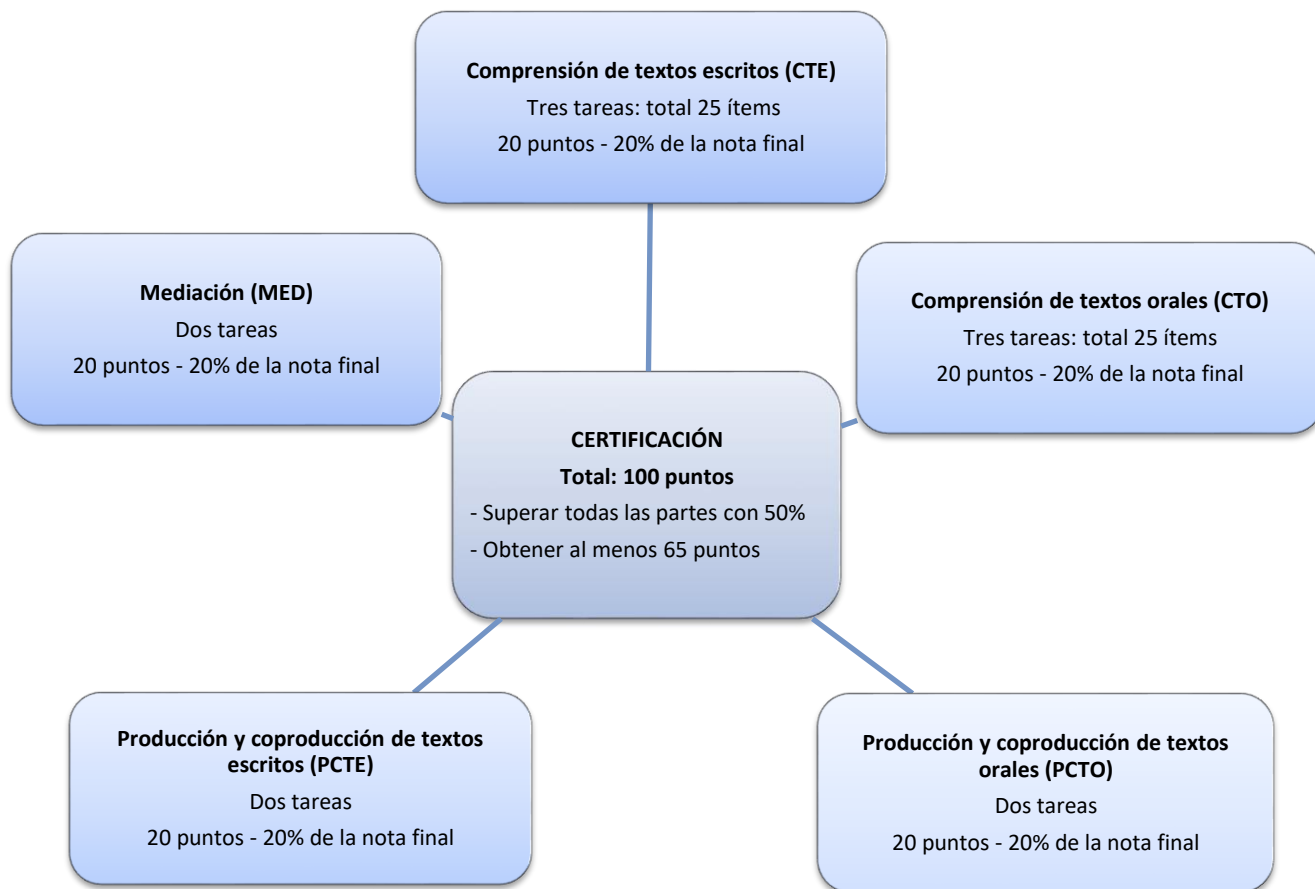 Comprensión de textos escritos (CTE)
Tres tareas: total 25 ítems
20 puntos - 20% de la nota final
Mediación (MED)
Dos tareas
20 puntos - 20% de la nota final
Comprensión de textos orales (CTO)
Tres tareas: total 25 ítems
20 puntos - 20% de la nota final
CERTIFICACIÓN
Total: 100 puntos
- Superar todas las partes con 50%
- Obtener al menos 65 puntos
Producción y coproducción de textos
escritos (PCTE)
Dos tareas
20 puntos - 20% de la nota final
Producción y coproducción de textos
orales (PCTO)
Dos tareas
20 puntos - 20% de la nota final